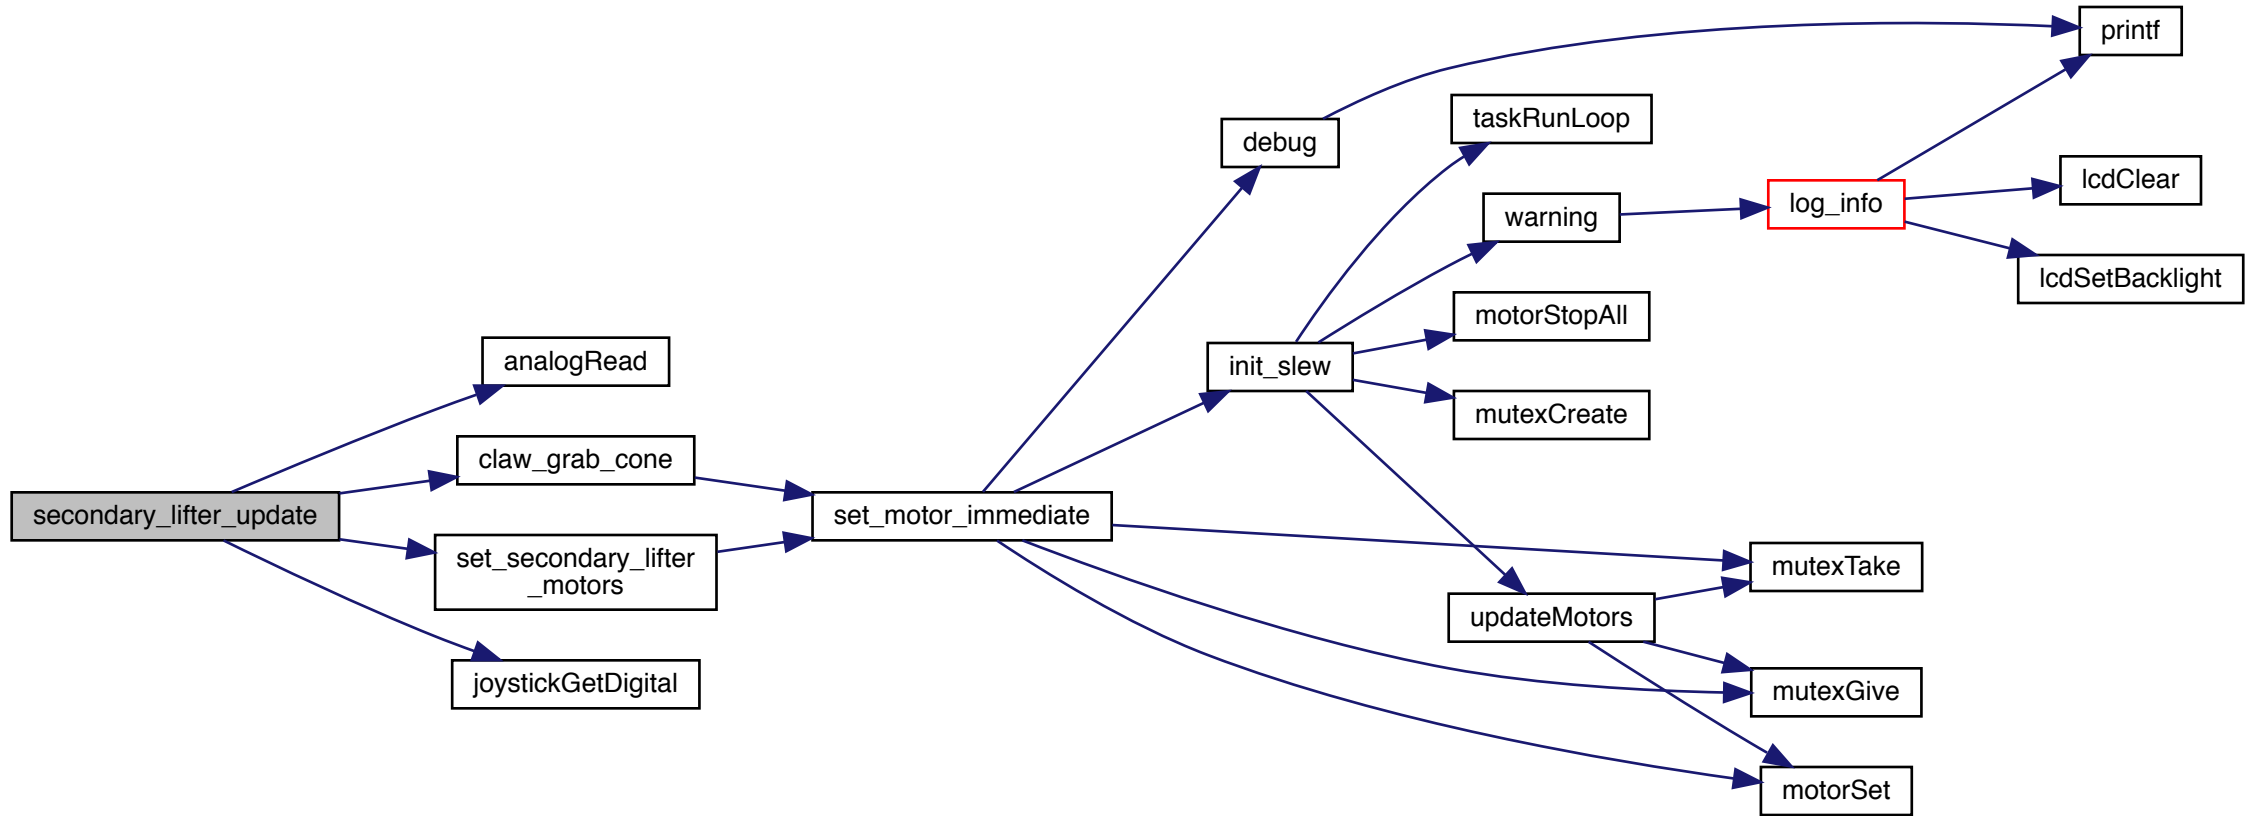 printf
taskRunLoop
debug
lcdClear
log_info
warning
lcdSetBacklight
motorStopAll
analogRead
init_slew
mutexCreate
claw_grab_cone
secondary_lifter_update
set_motor_immediate
set_secondary_lifter
_motors
mutexTake
updateMotors
joystickGetDigital
mutexGive
motorSet